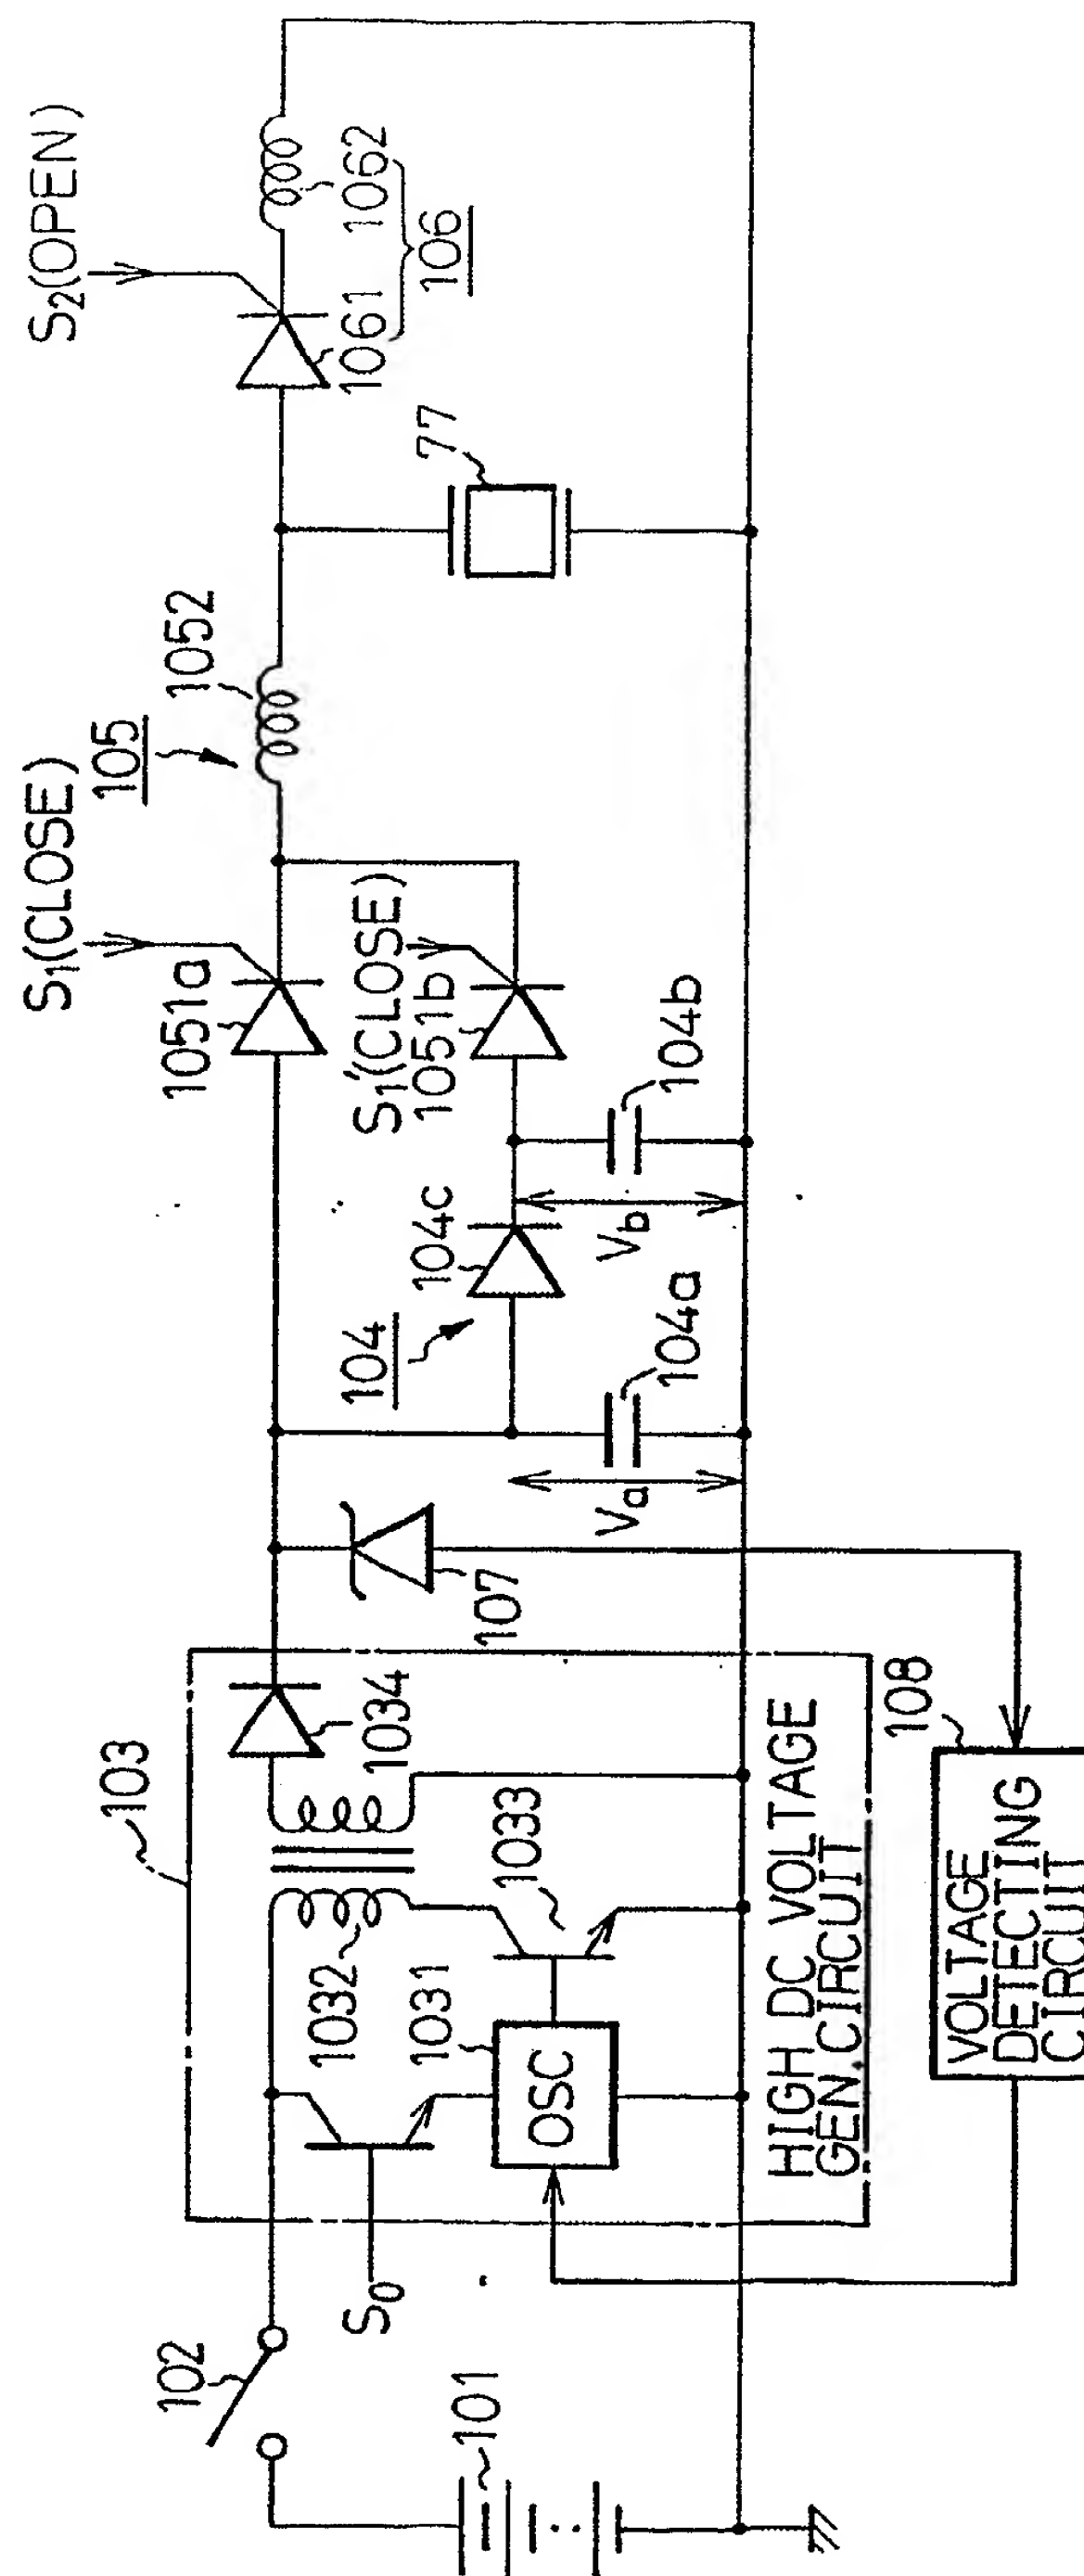 S2(OPEN)
1061
1062
106
77
S1(CLOSE)
105
1052
1051a
S1'(CLOSE)
1051b
104b
104c
Vb
104
104a
Va
107
103
1034
1033
1032
1031
OSC
HIGH DC VOLTAGE
GEN. CIRCUIT
108
VOLTAGE
DETECTING
CIRCUIT
S0
102
101